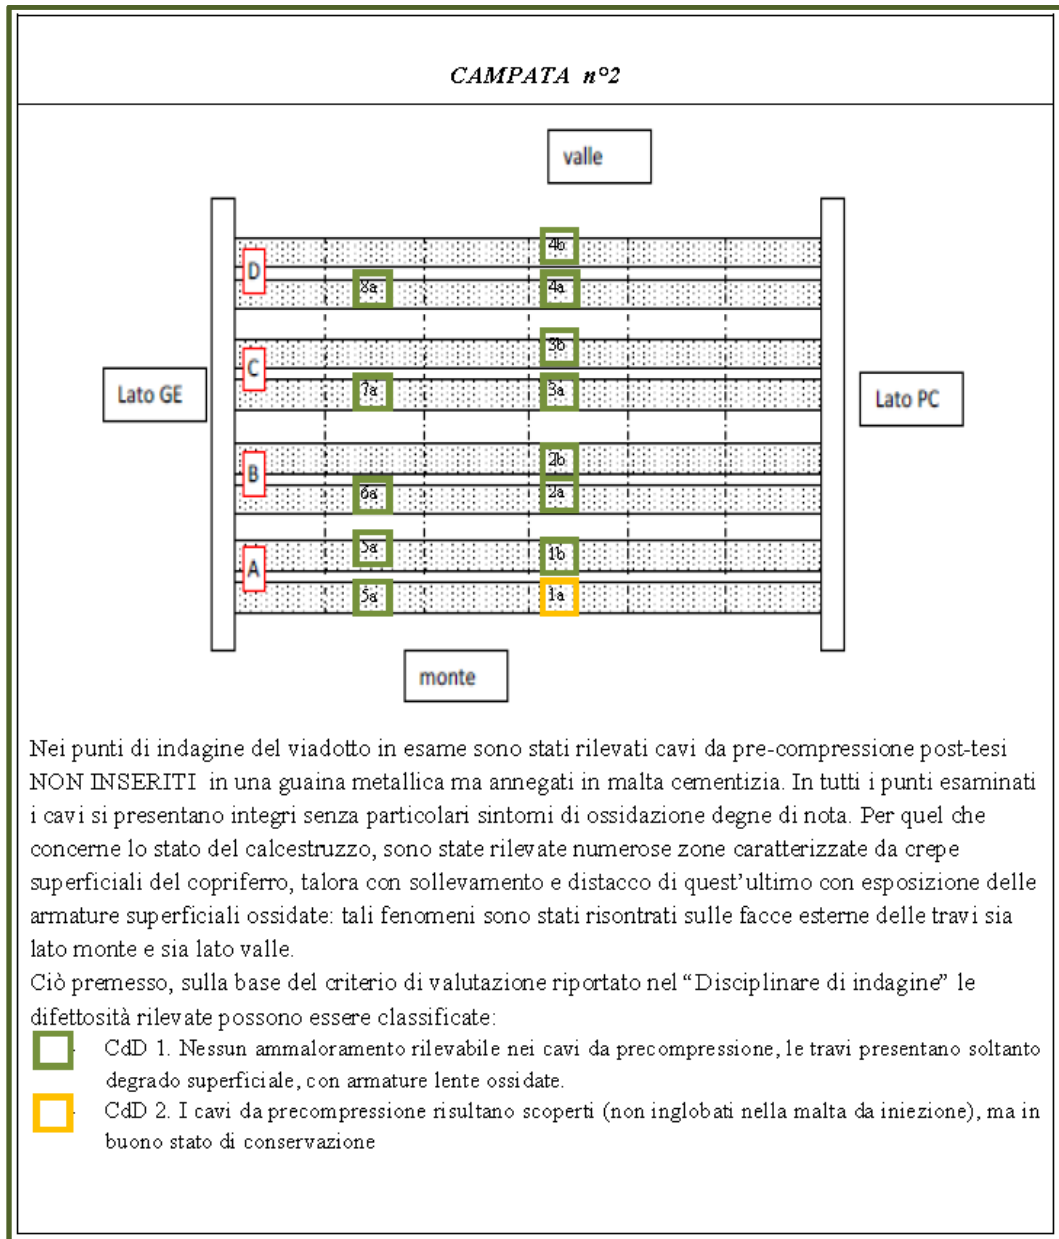 CAMPATA n°2
valle
4b
D
8a
4a
3b
C
Lato GE
7a
3a
Lato PC
2b
B
6a
2a
5a
1b
A
5a
1a
monte
Nei punti di indagine del viadotto in esame sono stati rilevati cavi da pre-compressione post-tesi
NON INSERITI in una guaina metallica ma annegati in malta cementizia. In tutti i punti esaminati
i cavi si presentano integri senza particolari sintomi di ossidazione degne di nota. Per quel che
concerne lo stato del calcestruzzo, sono state rilevate numerose zone caratterizzate da crepe
superficiali del copriferro, talora con sollevamento e distacco di quest'ultimo con esposizione delle
armature superficiali ossidate: tali fenomeni sono stati risontrati sulle facce esterne delle travi sia
lato monte e sia lato valle.
Ciò premesso, sulla base del criterio di valutazione riportato nel “Disciplinare di indagine” le
difettosità rilevate possono essere classificate:
CdD 1. Nessun ammaloramento rilevabile nei cavi da precompressione, le travi presentano soltanto
degrado superficiale, con armature lente ossidate.
CdD 2. I cavi da precompressione risultano scoperti (non inglobati nella malta da iniezione), ma in
buono stato di conservazione